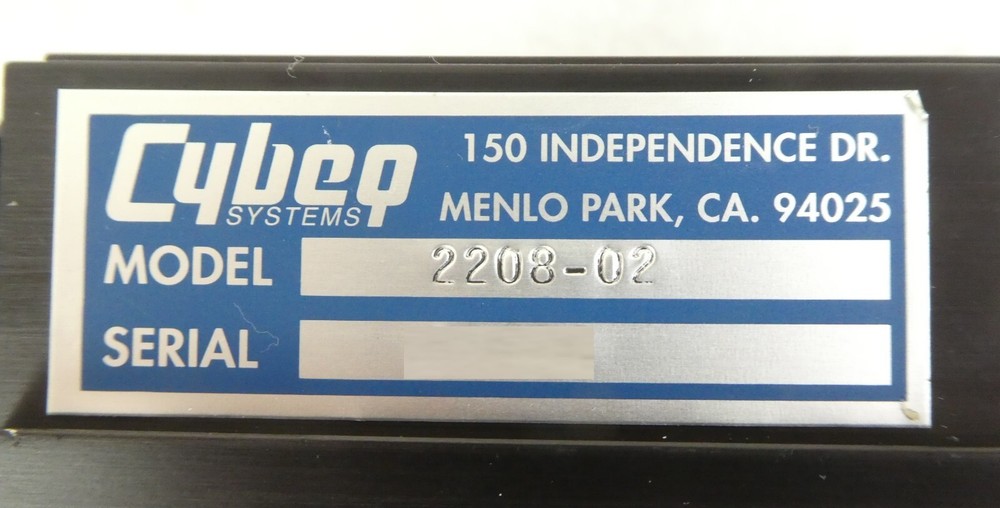 Cybeq
SYSTEMS
150 INDEPENDENCE DR.
MENLO PARK, CA. 94025
MODEL 2208-02
SERIAL